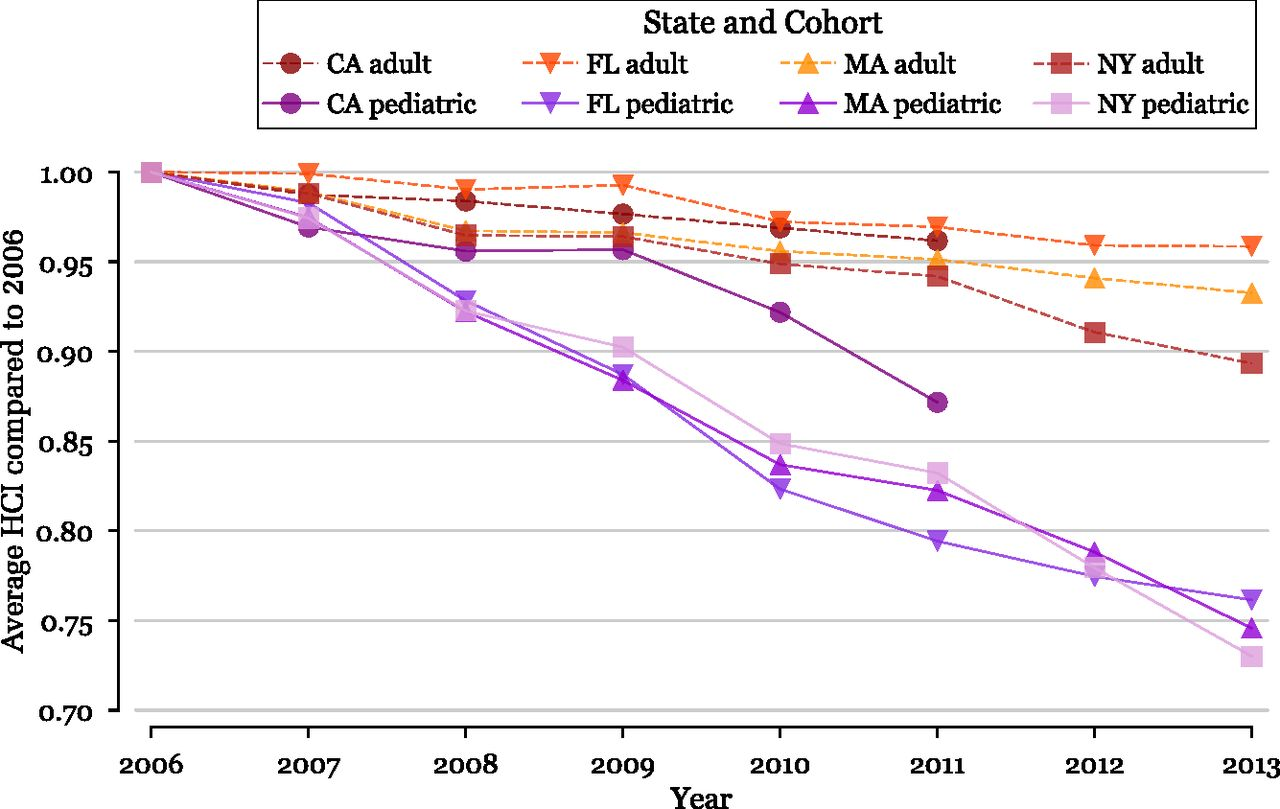 State and Cohort
CA adult FL adult MA adult NY adult
CA pediatric FL pediatric MA pediatric NY pediatric
Average HCI compared to 2006
1.00
0.95
0.90
0.85
0.80
0.75
0.70
2006 2007 2008 2009 2010 2011 2012 2013
Year